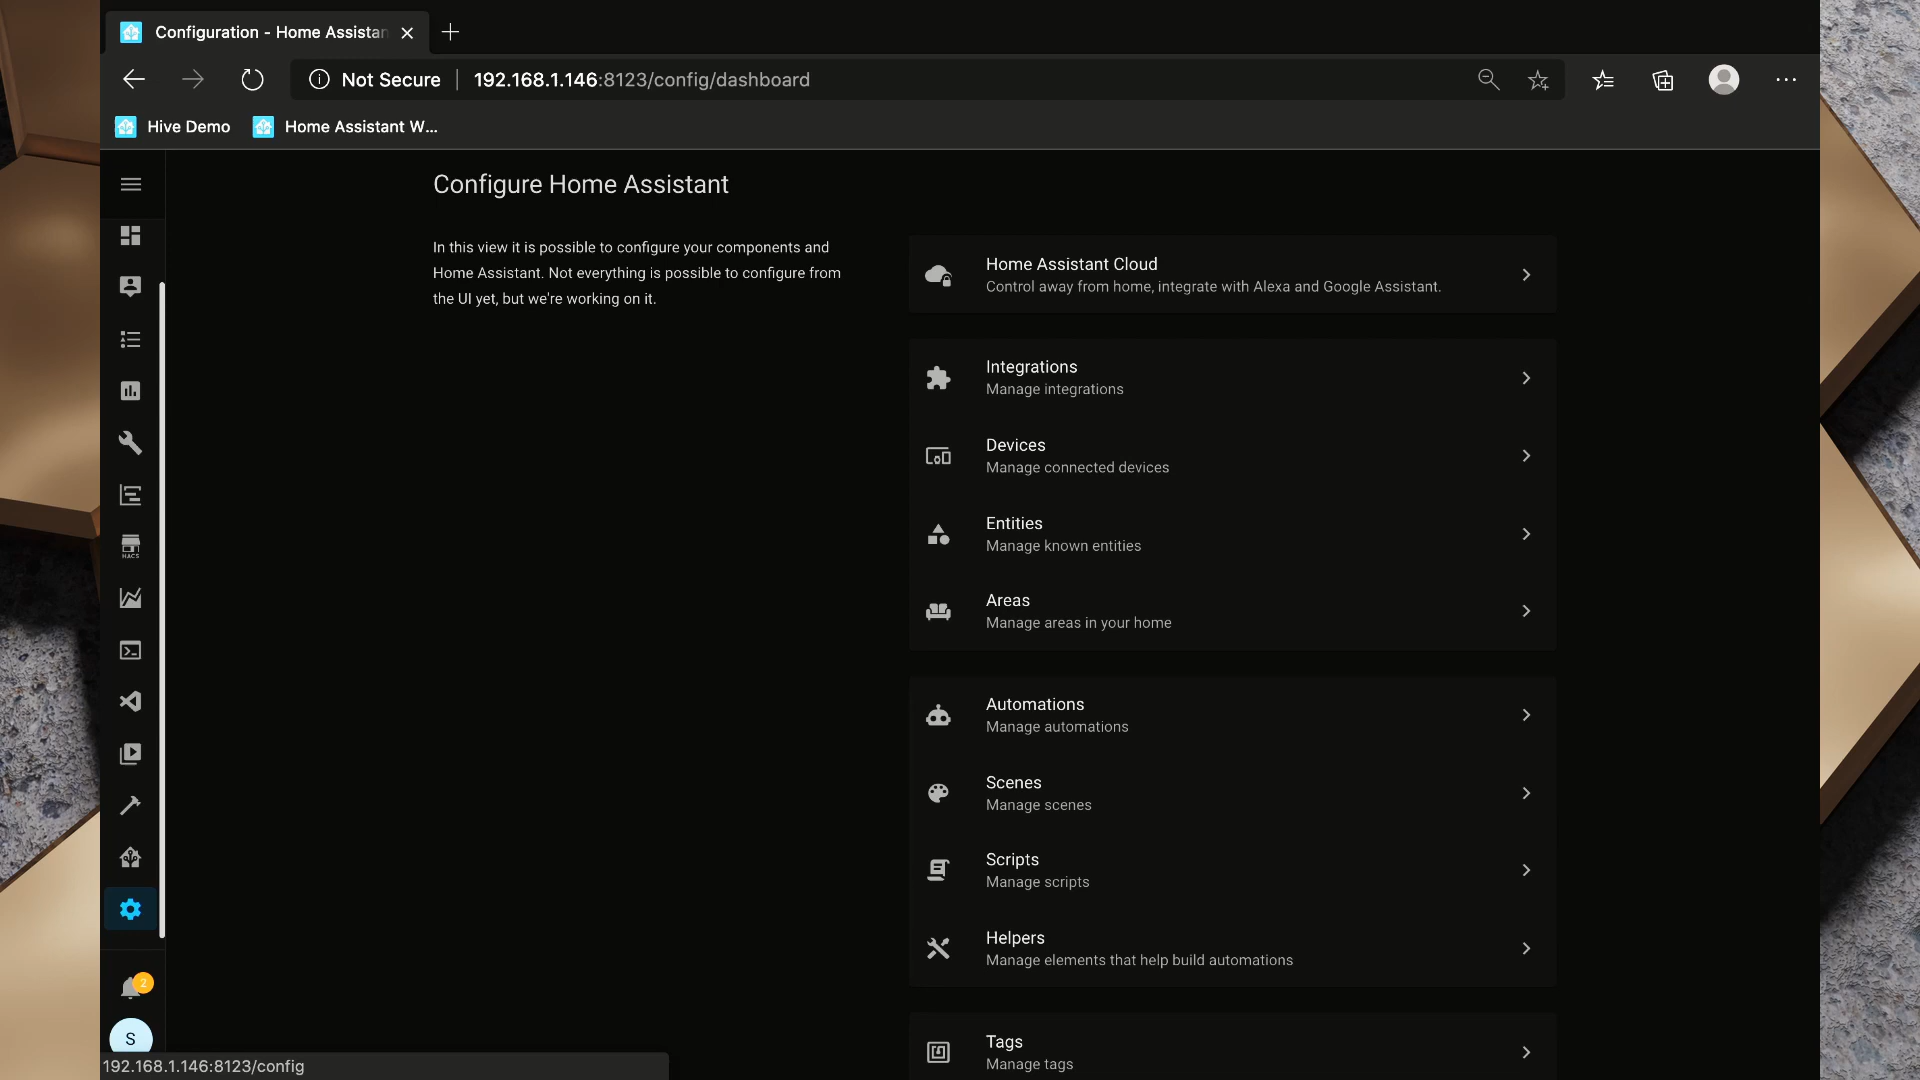 Configuration - Home Assistan
Not Secure
192.168.1.146:8123/config/dashboard
Hive Demo
Home Assistant W...
Configure Home Assistant
In this view it is possible to configure your components and
Home Assistant. Not everything is possible to configure from
the UI yet, but we're working on it.
Home Assistant Cloud
Control away from home, integrate with Alexa and Google Assistant.
Integrations
Manage integrations
Devices
Manage connected devices
Entities
Manage known entities
Areas
Manage areas in your home
Automations
Manage automations
Scenes
Manage scenes
Scripts
Manage scripts
Helpers
Manage elements that help build automations
Tags
Manage tags
HACS
2
S
192.168.1.146:8123/config